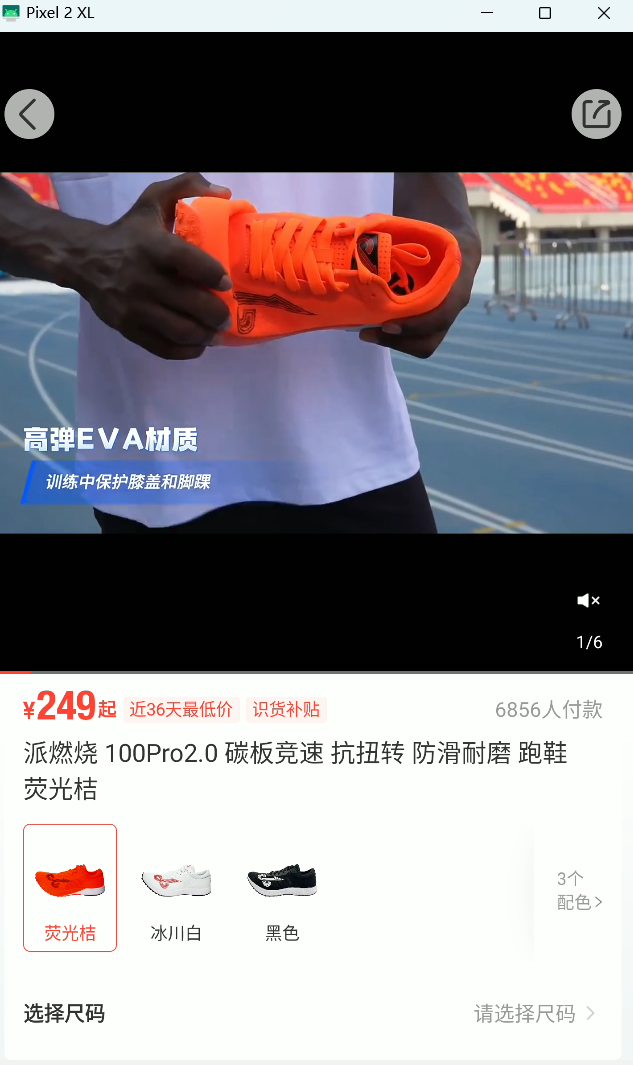 Pixel 2 XL
高弹EVA材质
训练中保护膝盖和脚踝
1/6
¥249起 近36天最低价 识货补贴 6856人付款
派燃烧 100Pro2.0 碳板竞速 抗扭转 防滑耐磨 跑鞋
荧光桔
3个
配色
荧光桔 冰川白 黑色
选择尺码 请选择尺码